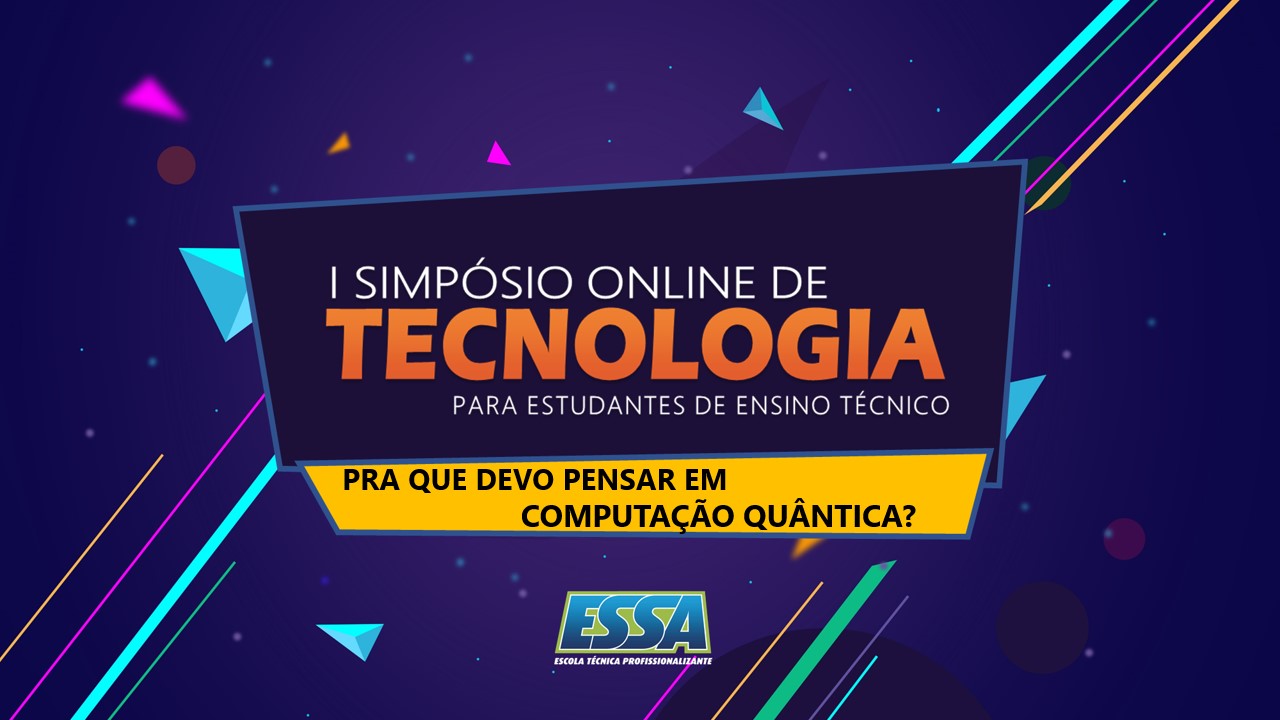 I SIMPÓSIO ONLINE DE
TECNOLOGIA
PARA ESTUDANTES DE ENSINO TÉCNICO
PRA QUE DEVO PENSAR EM
COMPUTAÇÃO QUÂNTICA?
ESSA
ESCOLA TÉCNICA PROFISSIONALIZANTE